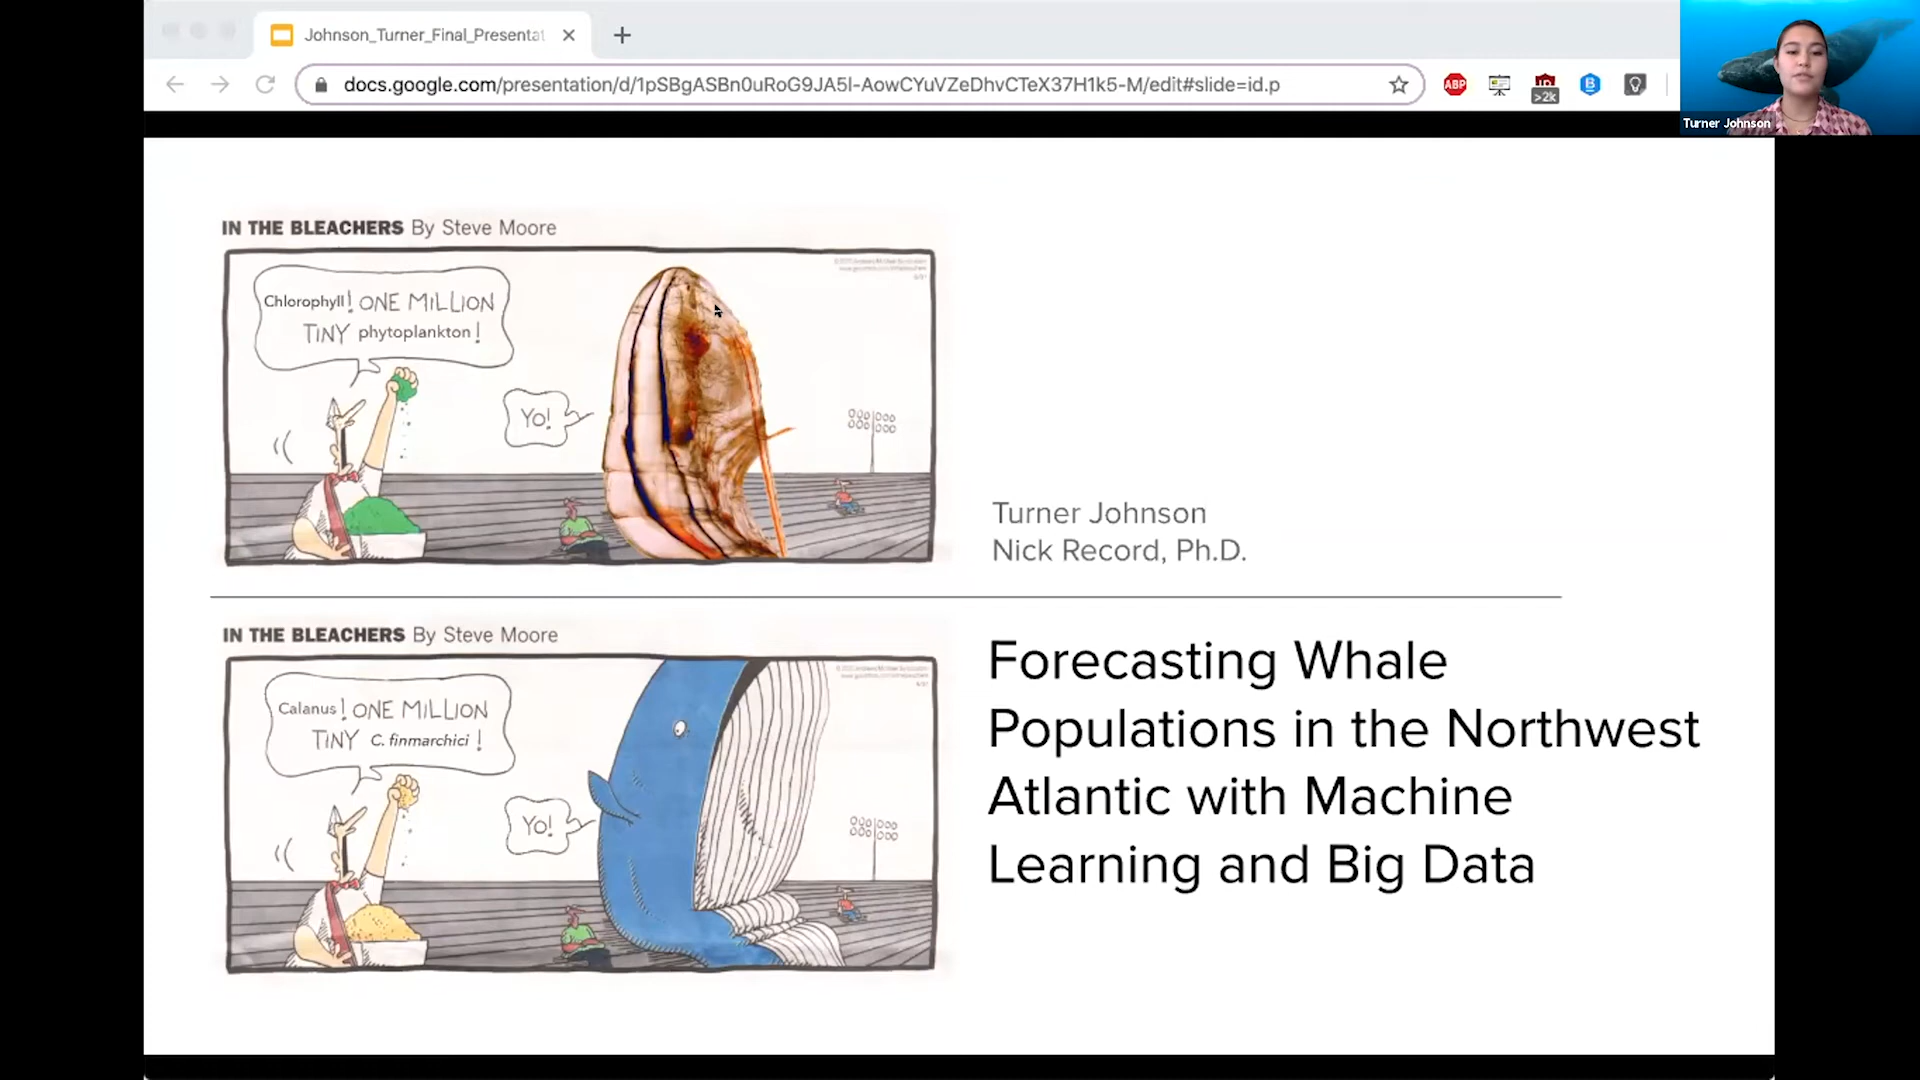 Johnson_Turner_Final_Presentat
docs.google.com/presentation/d/1pSBgASBn0uRoG9JA5I-AowCYuVZeDhvCTeX37H1k5-M/edit#slide=id.p
ABP
>2k
B
Turner Johnson
IN THE BLEACHERS By Steve Moore
Chlorophyll! ONE MILLION
TINY phytoplankton!
YO!
Turner Johnson
Nick Record, Ph.D.
IN THE BLEACHERS By Steve Moore
Calanus! ONE MILLION
TINY C. finmarchici!
YO!
Forecasting Whale
Populations in the Northwest
Atlantic with Machine
Learning and Big Data